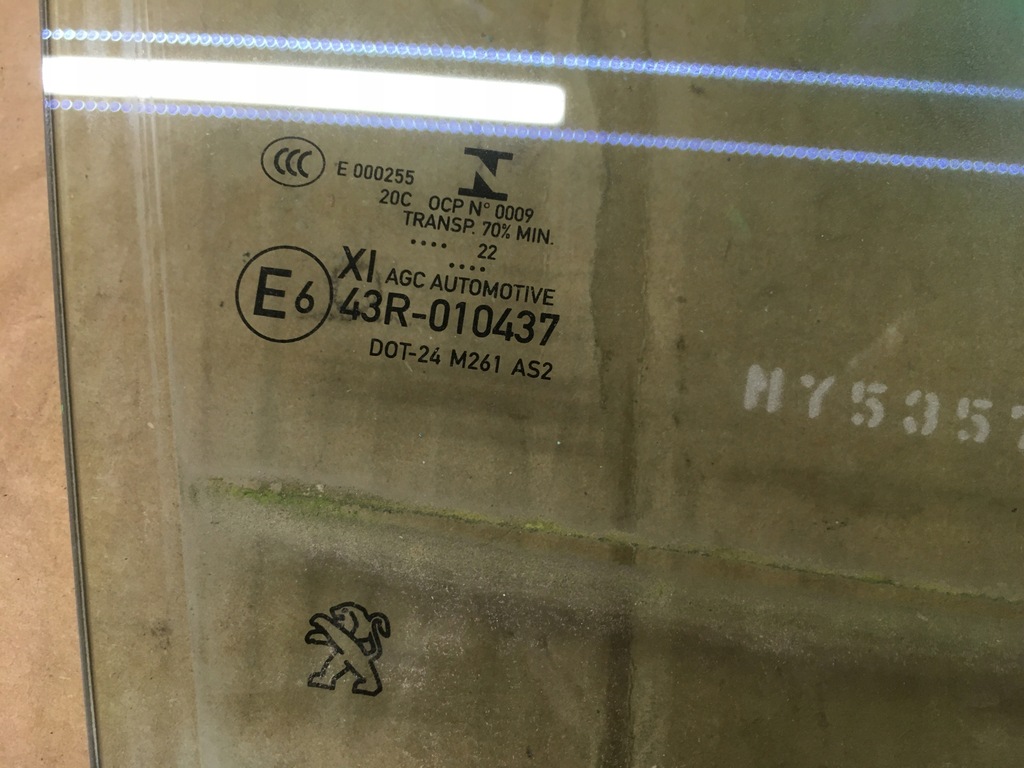 CCC E 000255
20C OCP N° 0009
TRANSP. 70% MIN.
.... 22
....
XI AGC AUTOMOTIVE
E6 43R-010437
DOT-24 M261 AS2